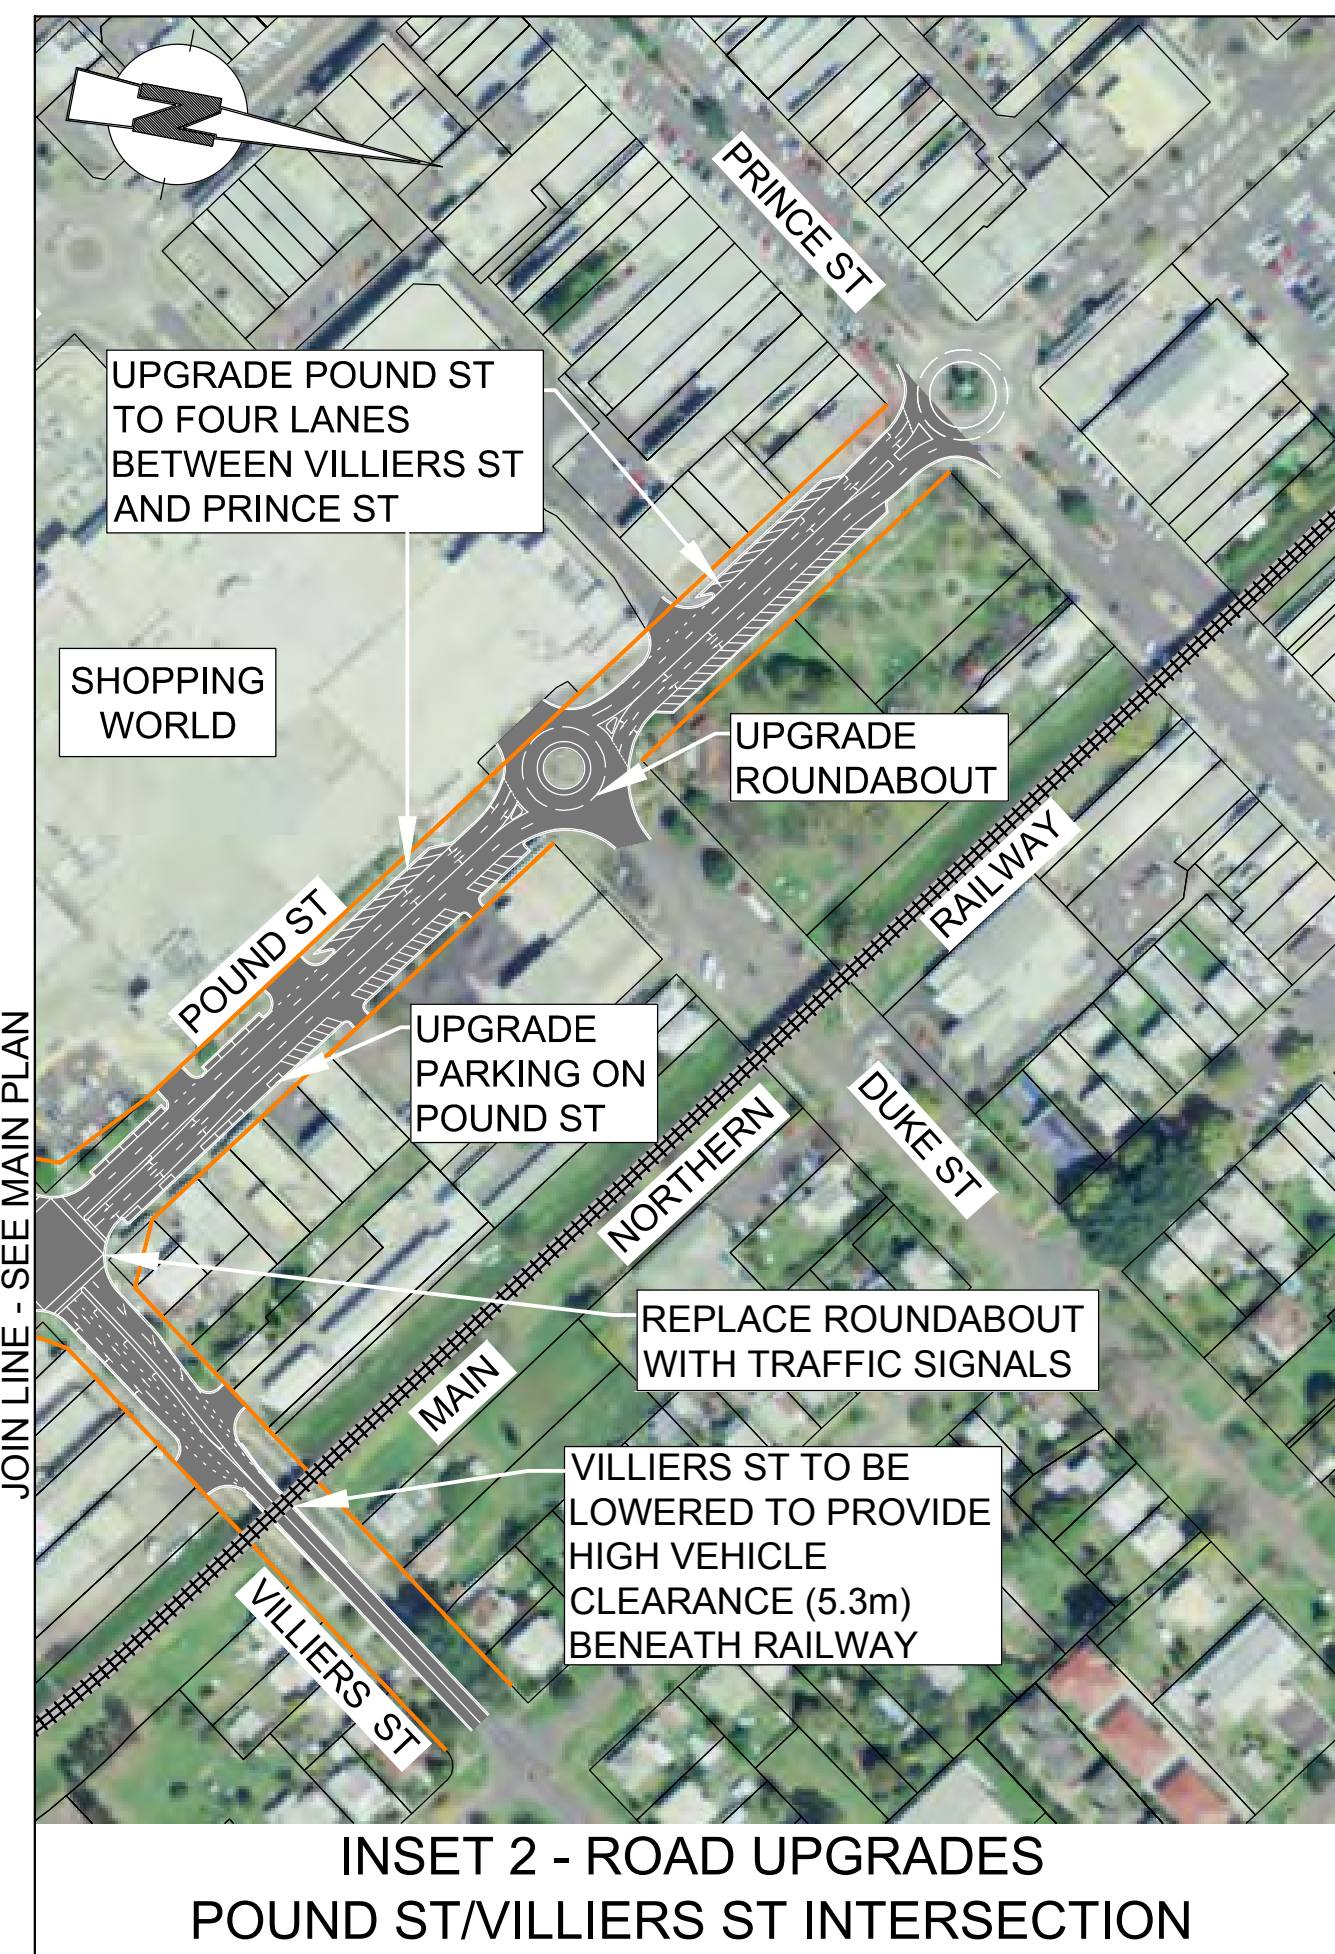 N
PRINCE ST
UPGRADE POUND ST
TO FOUR LANES
BETWEEN VILLIERS ST
AND PRINCE ST
SHOPPING
WORLD
UPGRADE
ROUNDABOUT
RAILWAY
POUND ST
UPGRADE
PARKING ON
POUND ST
DUKE ST
NORTHERN
JOIN LINE - SEE MAIN PLAN
REPLACE ROUNDABOUT
WITH TRAFFIC SIGNALS
MAIN
VILLIERS ST TO BE
LOWERED TO PROVIDE
HIGH VEHICLE
CLEARANCE (5.3m)
BENEATH RAILWAY
VILLIERS ST
INSET 2 - ROAD UPGRADES
POUND ST/VILLIERS ST INTERSECTION